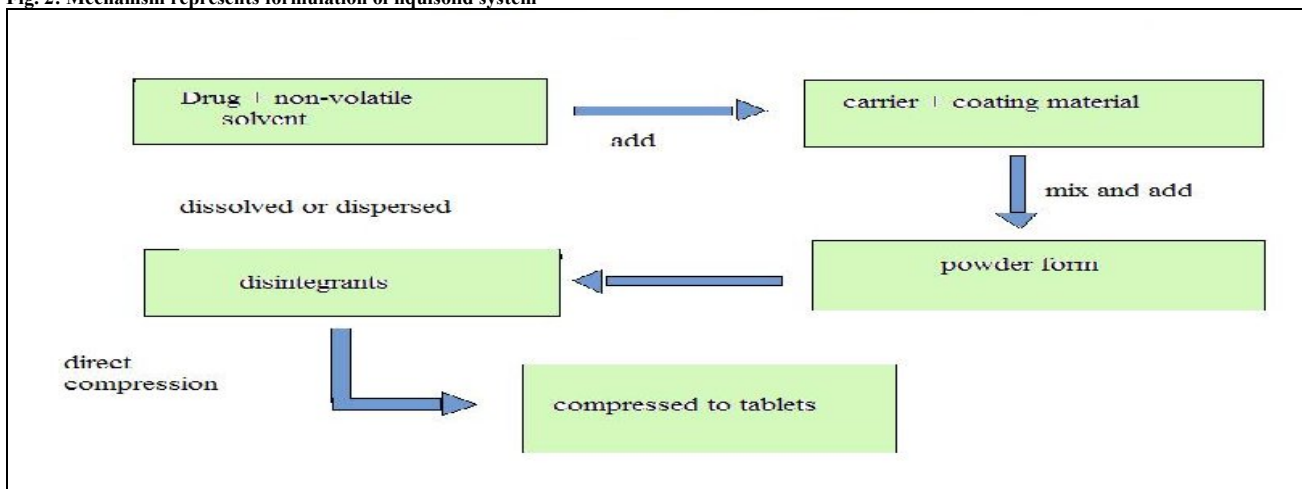 Fig. 2: Mechanism represents formulation of liquisolid system
Drug + non-volatile
solvent
add
carrier + coating material
mix and add
dissolved or dispersed
powder form
disintegrants
direct
compression
compressed to tablets